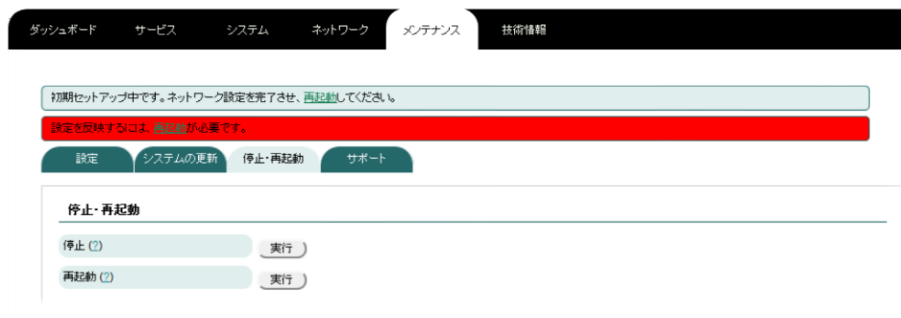 ダッシュボード サービス システム ネットワーク メンテナンス 技術情報
初期セットアップ中です。ネットワーク設定を完了させ、再起動してください。
設定を反映するには、再起動が必要です。
設定 システムの更新 停止・再起動 サポート
停止・再起動
停止 (?) 実行
再起動 (?) 実行